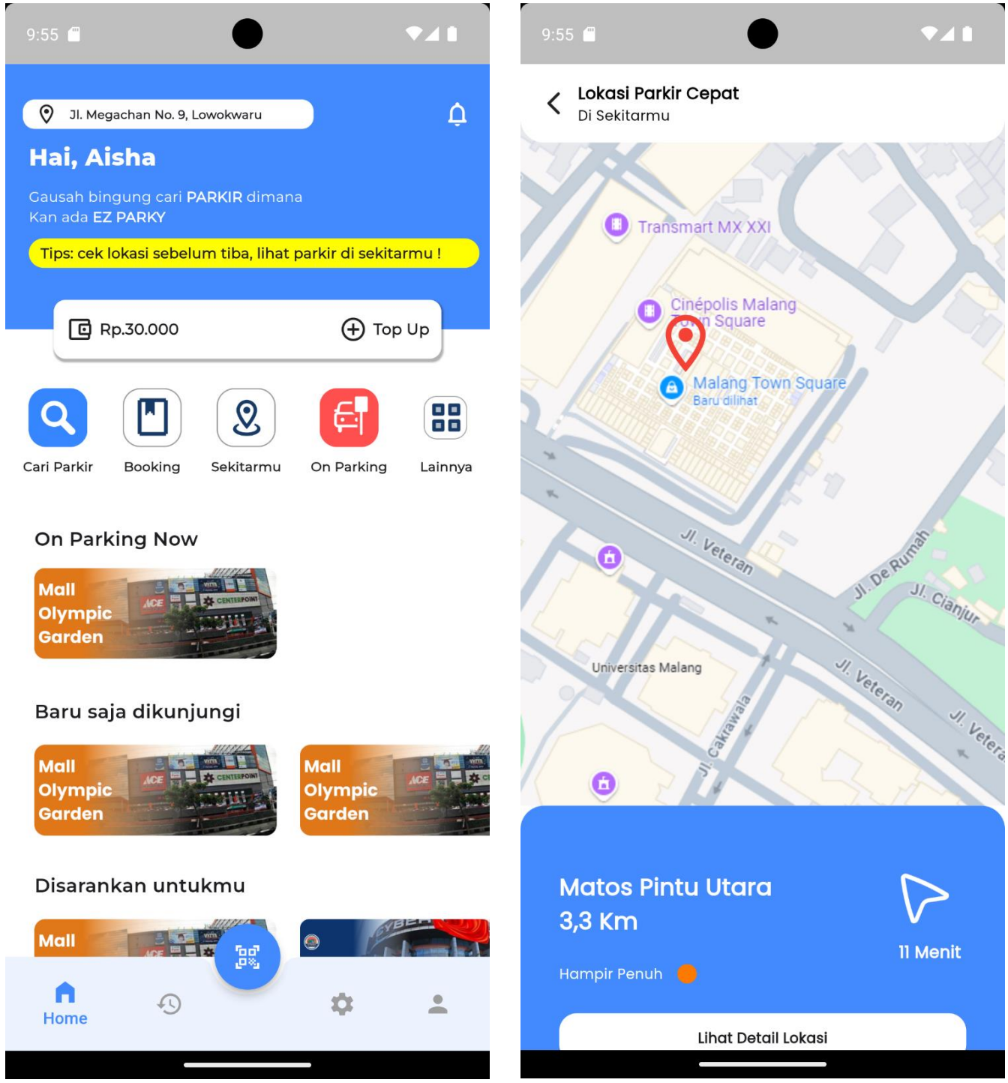 9:55
Jl. Megachan No. 9, Lowokwaru
Hai, Aisha
Gausah bingung cari PARKIR dimana
Kan ada EZ PARKY
Tips: cek lokasi sebelum tiba, lihat parkir di sekitarmu !
Rp.30.000
Top Up
Cari Parkir
Booking
Sekitarmu
On Parking
Lainnya
On Parking Now
Mall
Olympic
Garden
ACE
CENTERPOINT
Baru saja dikunjungi
Mall
Olympic
Garden
ACE
CENTERPOINT
Mall
Olympic
Garden
ACE
Disarankan untukmu
Mall
CYBER
Home
9:55
Lokasi Parkir Cepat
Di Sekitarmu
Transmart MX XXI
Cinépolis Malang
Town Square
Malang Town Square
Baru dilihat
Jl. Veteran
Jl. De Rumah
Jl. Cianjur
Universitas Malang
Jl. Veteran
Jl. Cakrawala
Jl. Vetera
Matos Pintu Utara
3,3 Km
11 Menit
Hampir Penuh
Lihat Detail Lokasi